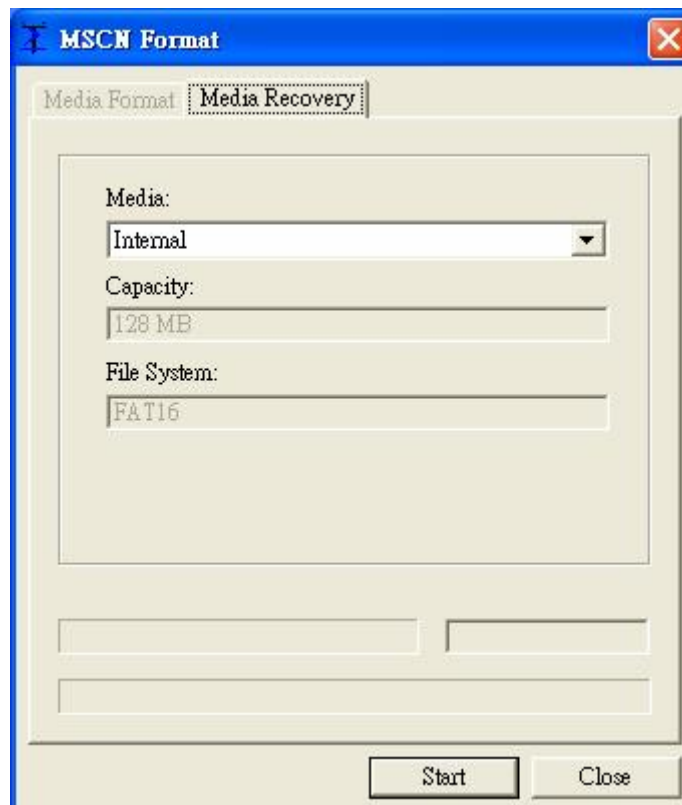 MSCN Format
Media Format Media Recovery
Media:
Internal
Capacity:
128 MB
File System:
FAT16
Start Close